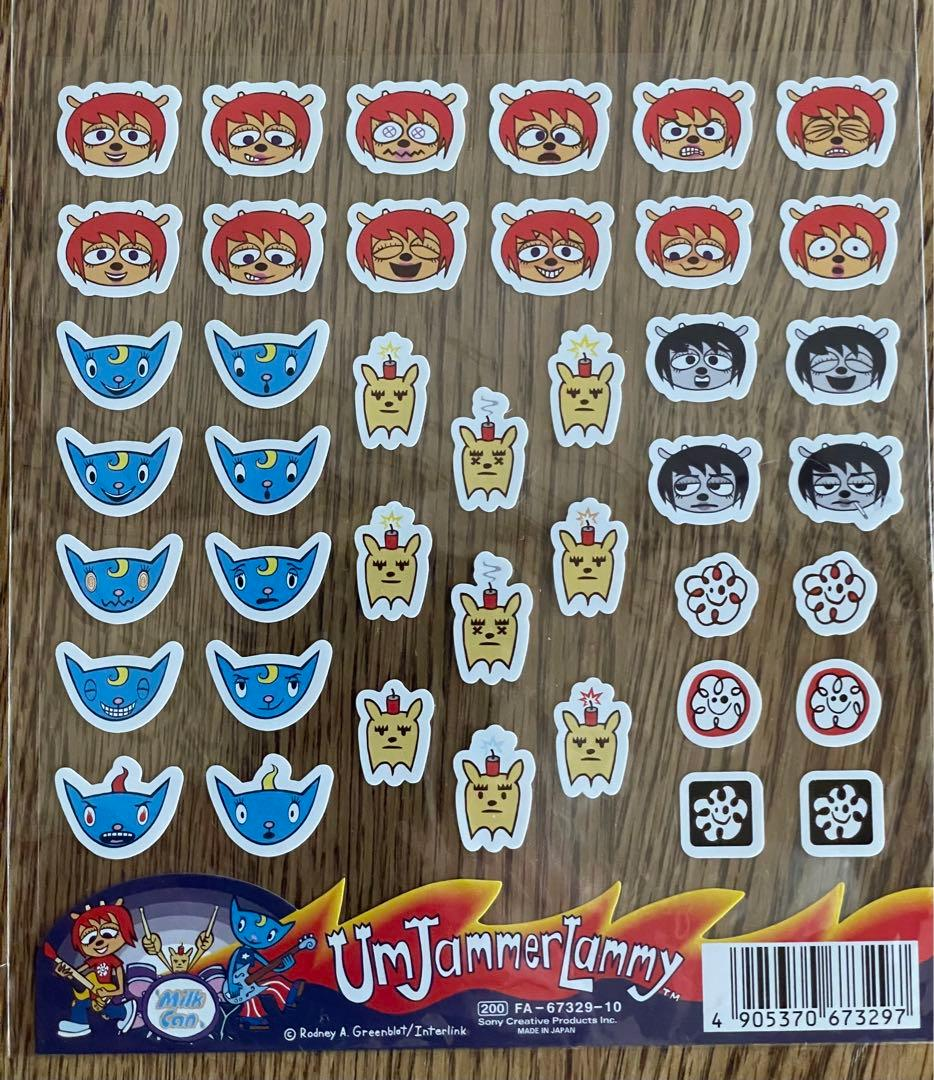 UmJammerLammy™
Milk
Can.
200 FA-67329-10
Sony Creative Products Inc.
MADE IN JAPAN
© Rodney A. Greenblat/Interlink
4 905370 673297